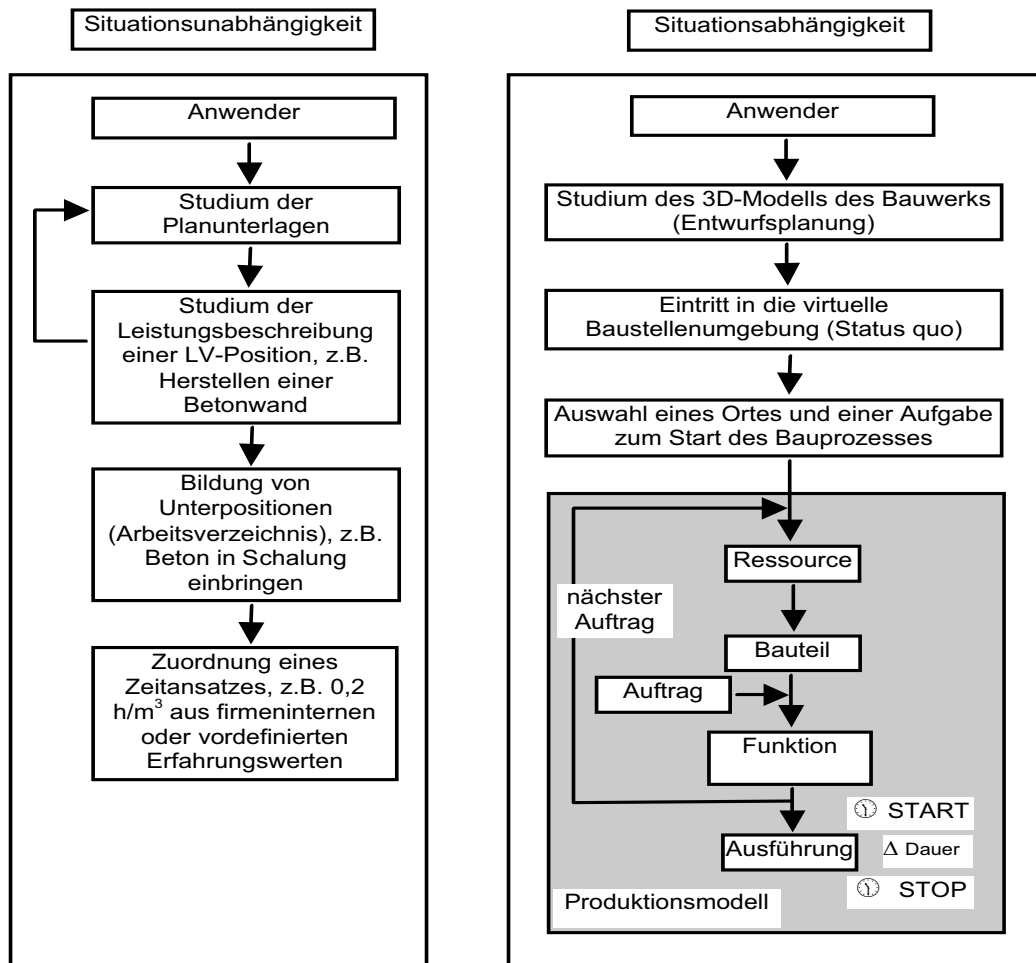 Situationsunabhängigkeit
Anwender
Studium der
Planunterlagen
Studium der
Leistungsbeschreibung
einer LV-Position, z.B.
Herstellen einer
Betonwand
Bildung von
Unterpositionen
(Arbeitsverzeichnis), z.B.
Beton in Schalung
einbringen
Zuordnung eines
Zeitansatzes, z.B. 0,2
h/m³ aus firmeninternen
oder vordefinierten
Erfahrungswerten
Situationsabhängigkeit
Anwender
Studium des 3D-Modells des Bauwerks
(Entwurfsplanung)
Eintritt in die virtuelle
Baustellenumgebung (Status quo)
Auswahl eines Ortes und einer Aufgabe
zum Start des Bauprozesses
Ressource
nächster
Auftrag
Bauteil
Auftrag
Funktion
START
Ausführung
Δ Dauer
STOP
Produktionsmodell